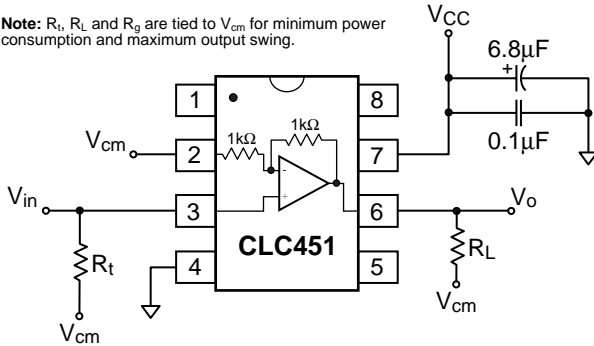 Note: Rt, RL and Rg are tied to Vcm for minimum power
consumption and maximum output swing.
VCC
6.8µF
+
0.1µF
1
8
Vcm
2
1kΩ
1kΩ
7
-
+
Vin
3
6
Vo
Rt
4
CLC451
5
RL
Vcm
Vcm